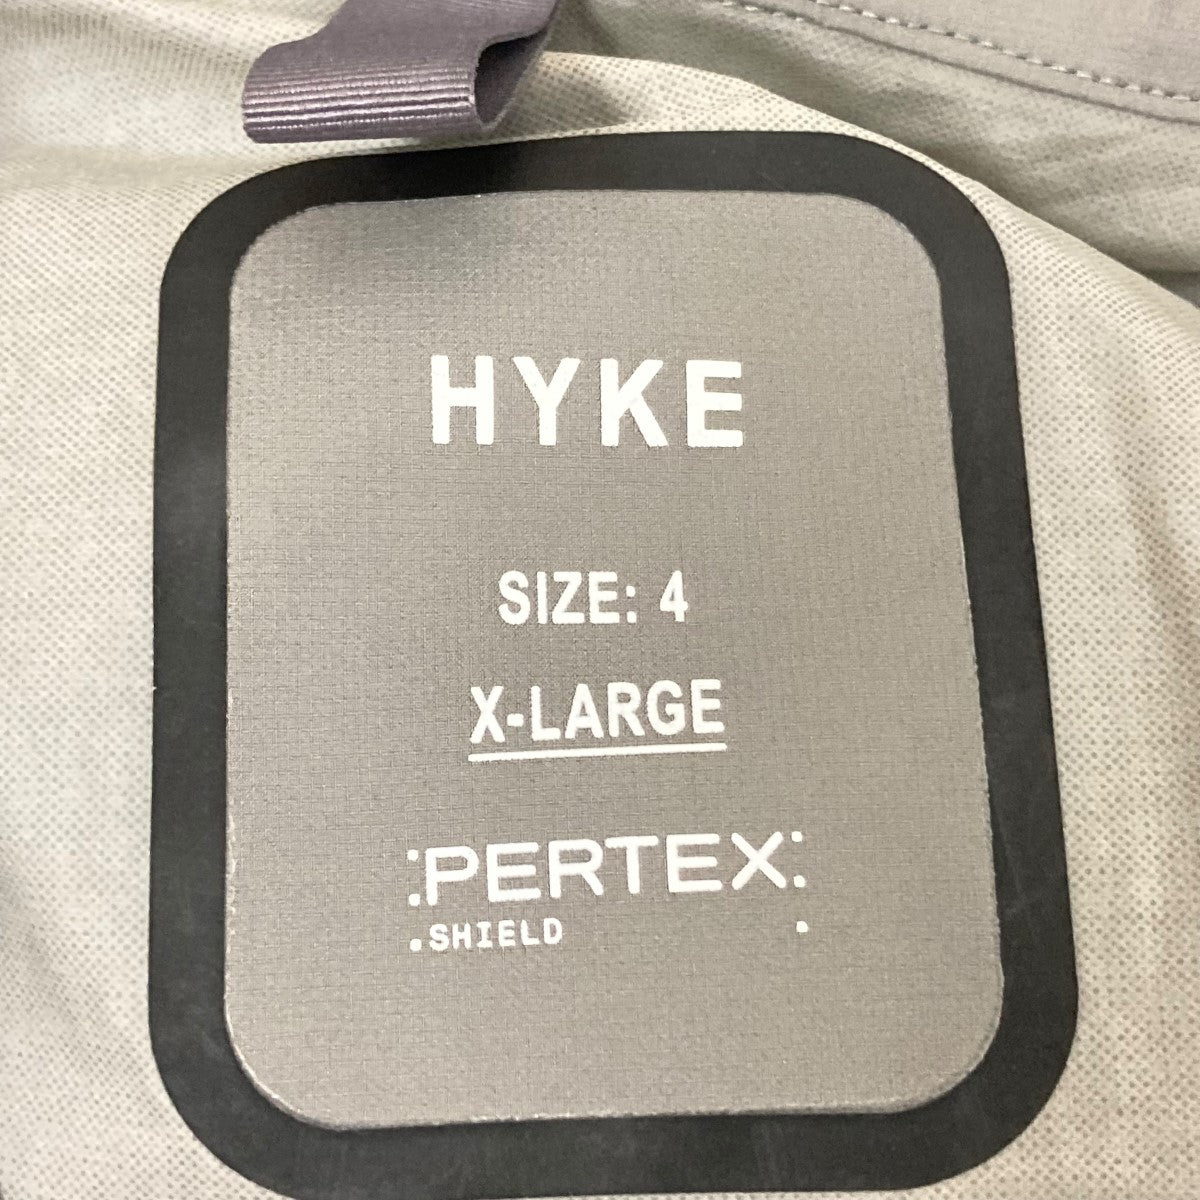 HYKE
SIZE: 4
X-LARGE
PERTEX
SHIELD